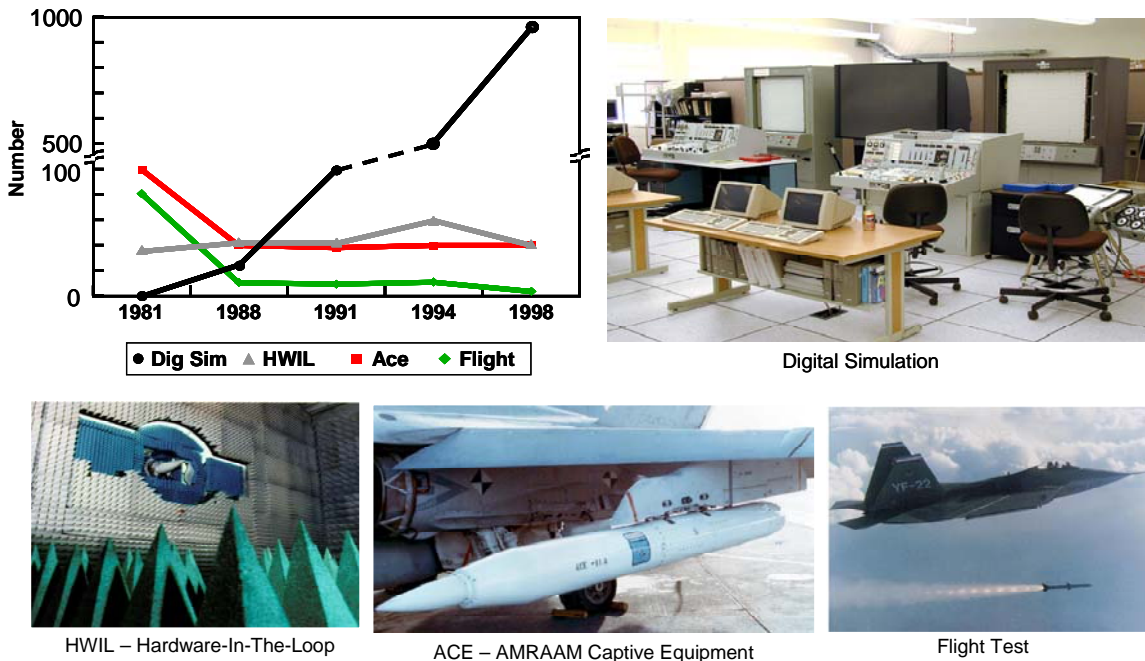 1000
500
100
0
Number
1981 1988 1991 1994 1998
Dig Sim HWIL Ace Flight
Digital Simulation
YF-22
HWIL – Hardware-In-The-Loop
ACE – AMRAAM Captive Equipment
Flight Test